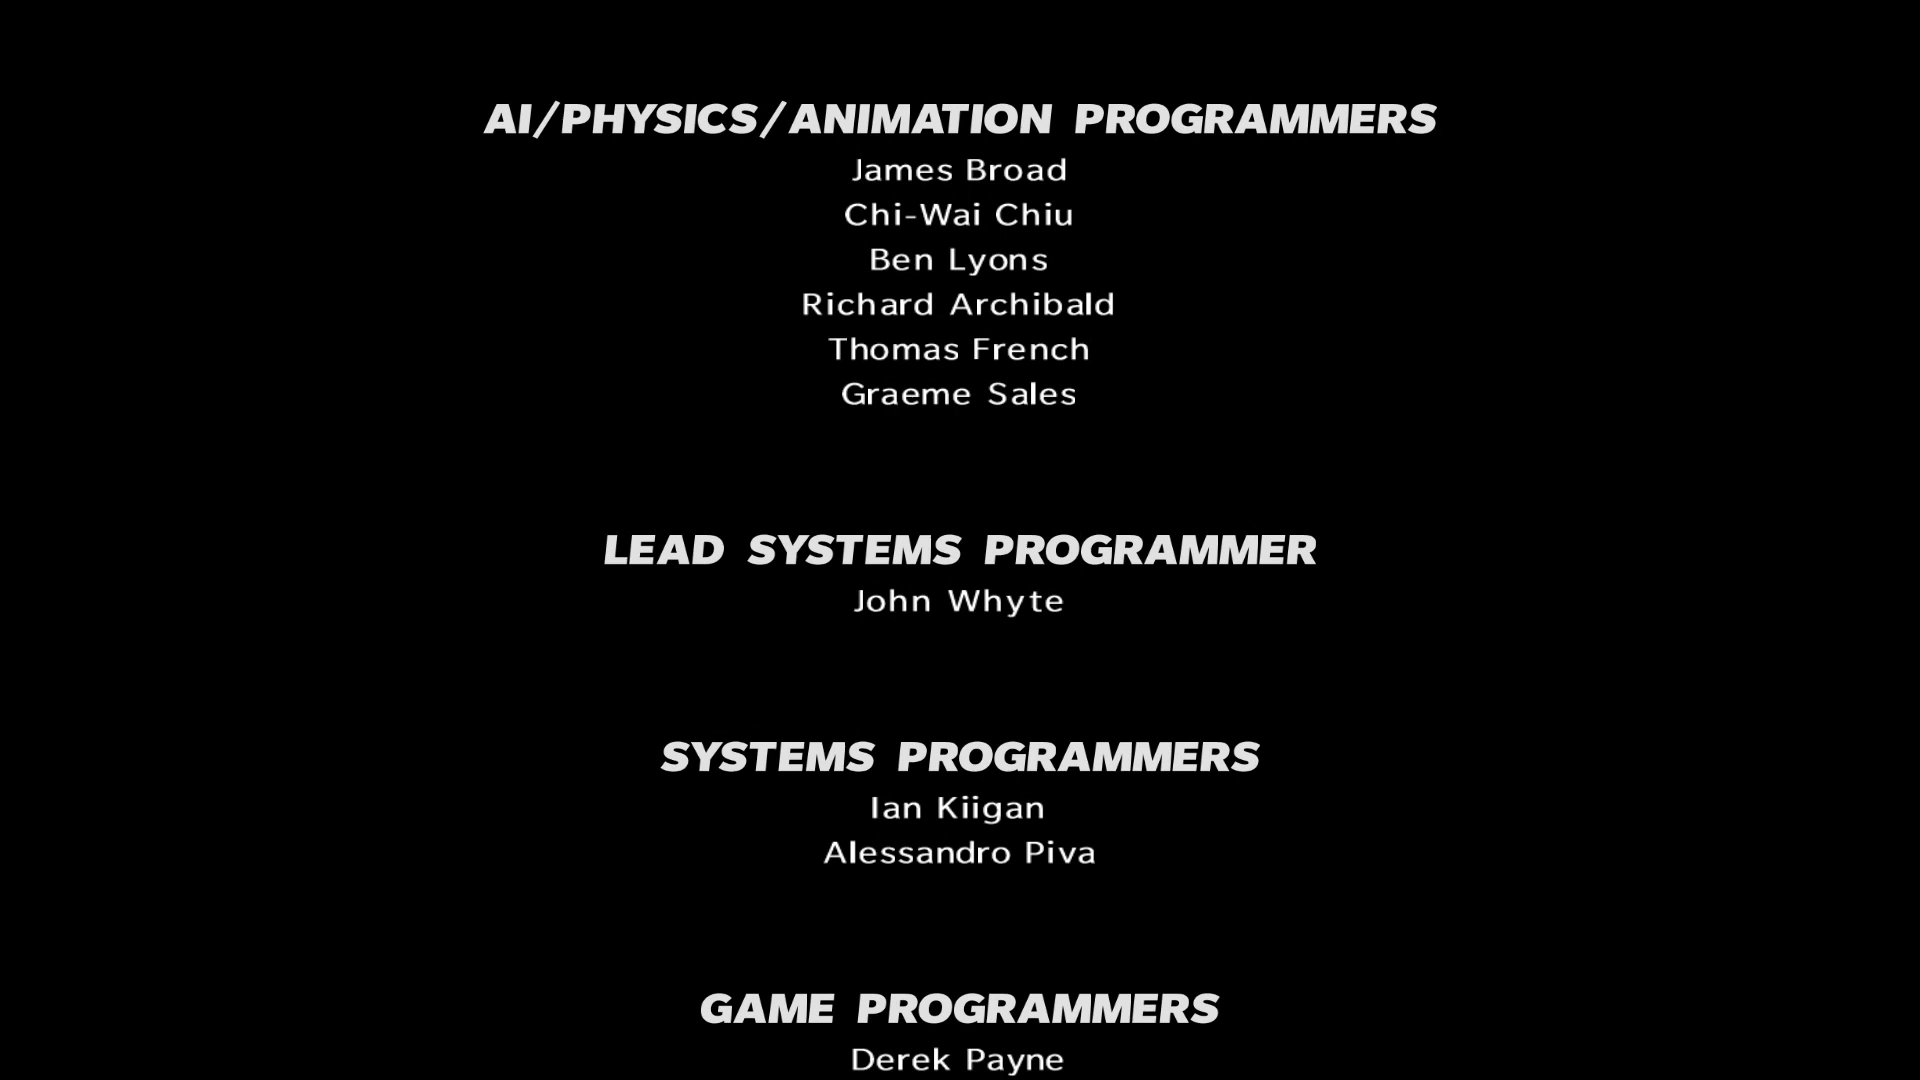 AI/PHYSICS/ANIMATION PROGRAMMERS
James Broad
Chi-Wai Chiu
Ben Lyons
Richard Archibald
Thomas French
Graeme Sales
LEAD SYSTEMS PROGRAMMER
John Whyte
SYSTEMS PROGRAMMERS
Ian Kiigan
Alessandro Piva
GAME PROGRAMMERS
Derek Payne